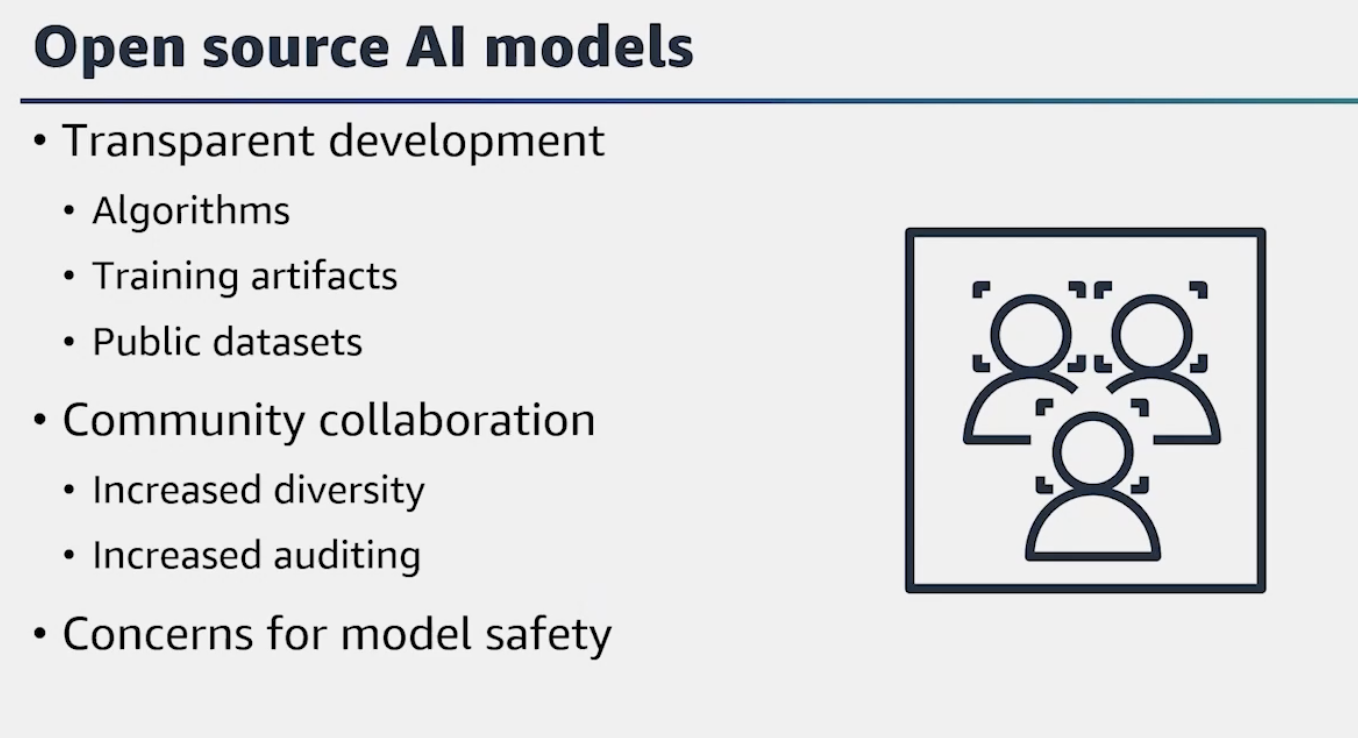 Open source AI models
• Transparent development
• Algorithms
• Training artifacts
• Public datasets
• Community collaboration
• Increased diversity
• Increased auditing
• Concerns for model safety